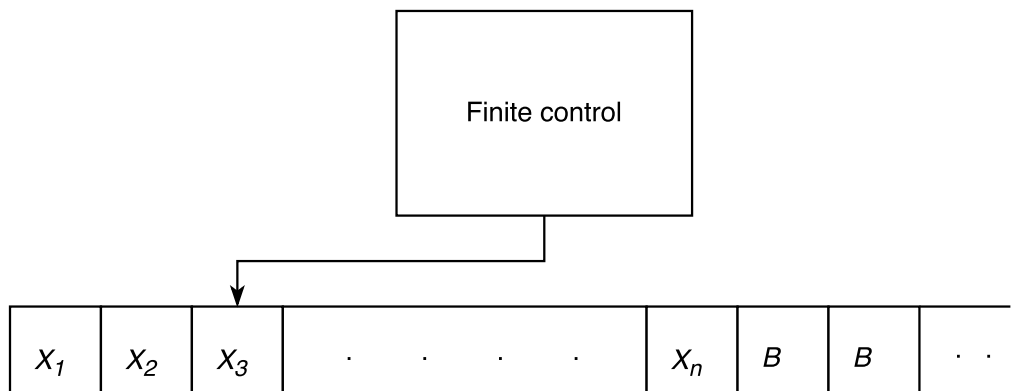 Finite control
X₁ X₂ X₃ . . . . Xₙ B B . .